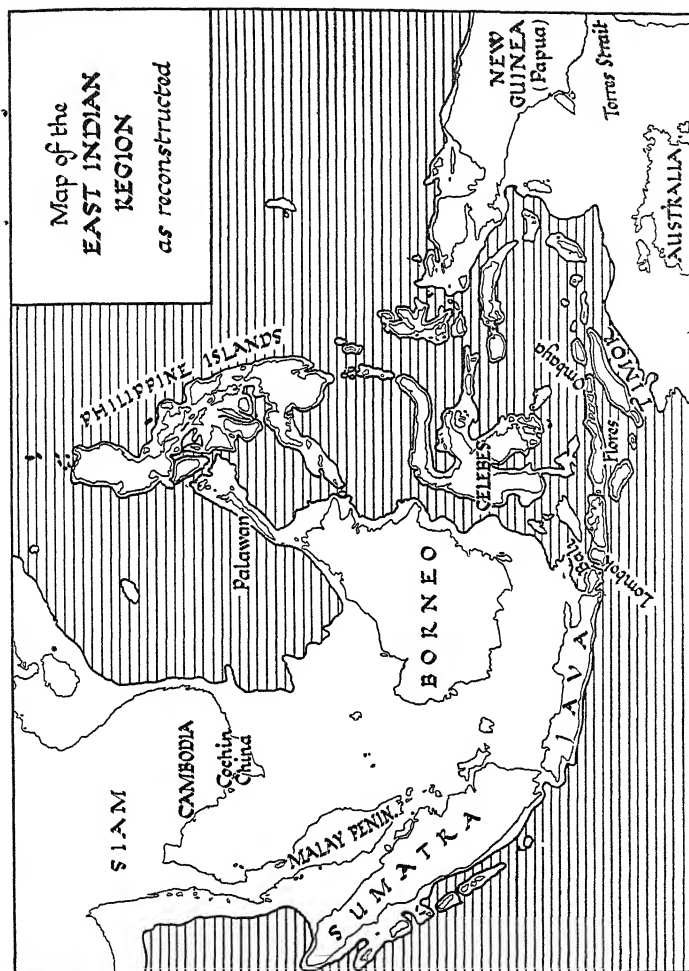 Map of the
EAST INDIAN
REGION
as reconstructed
PHILIPPINE ISLANDS
SIAM
CAMBODIA
Cochin
China
Palawan
MALAY PENIN.
BORNEO
CELEBES
SUMATRA
JAVA
Bali
Lombok
Flores
Ombaya
TIMOR
NEW
GUINEA
(Papua)
Torres Strait
AUSTRALIA